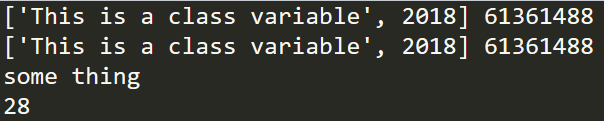 ['This is a class variable', 2018] 61361488
['This is a class variable', 2018] 61361488
some thing
28